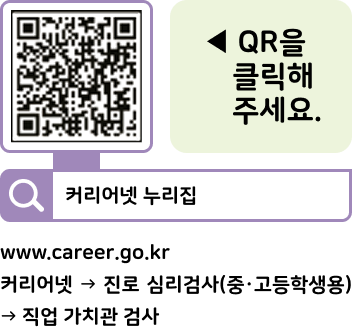 ◀ QR을
클릭해
주세요.
커리어넷 누리집
www.career.go.kr
커리어넷 → 진로 심리검사(중·고등학생용)
→ 직업 가치관 검사